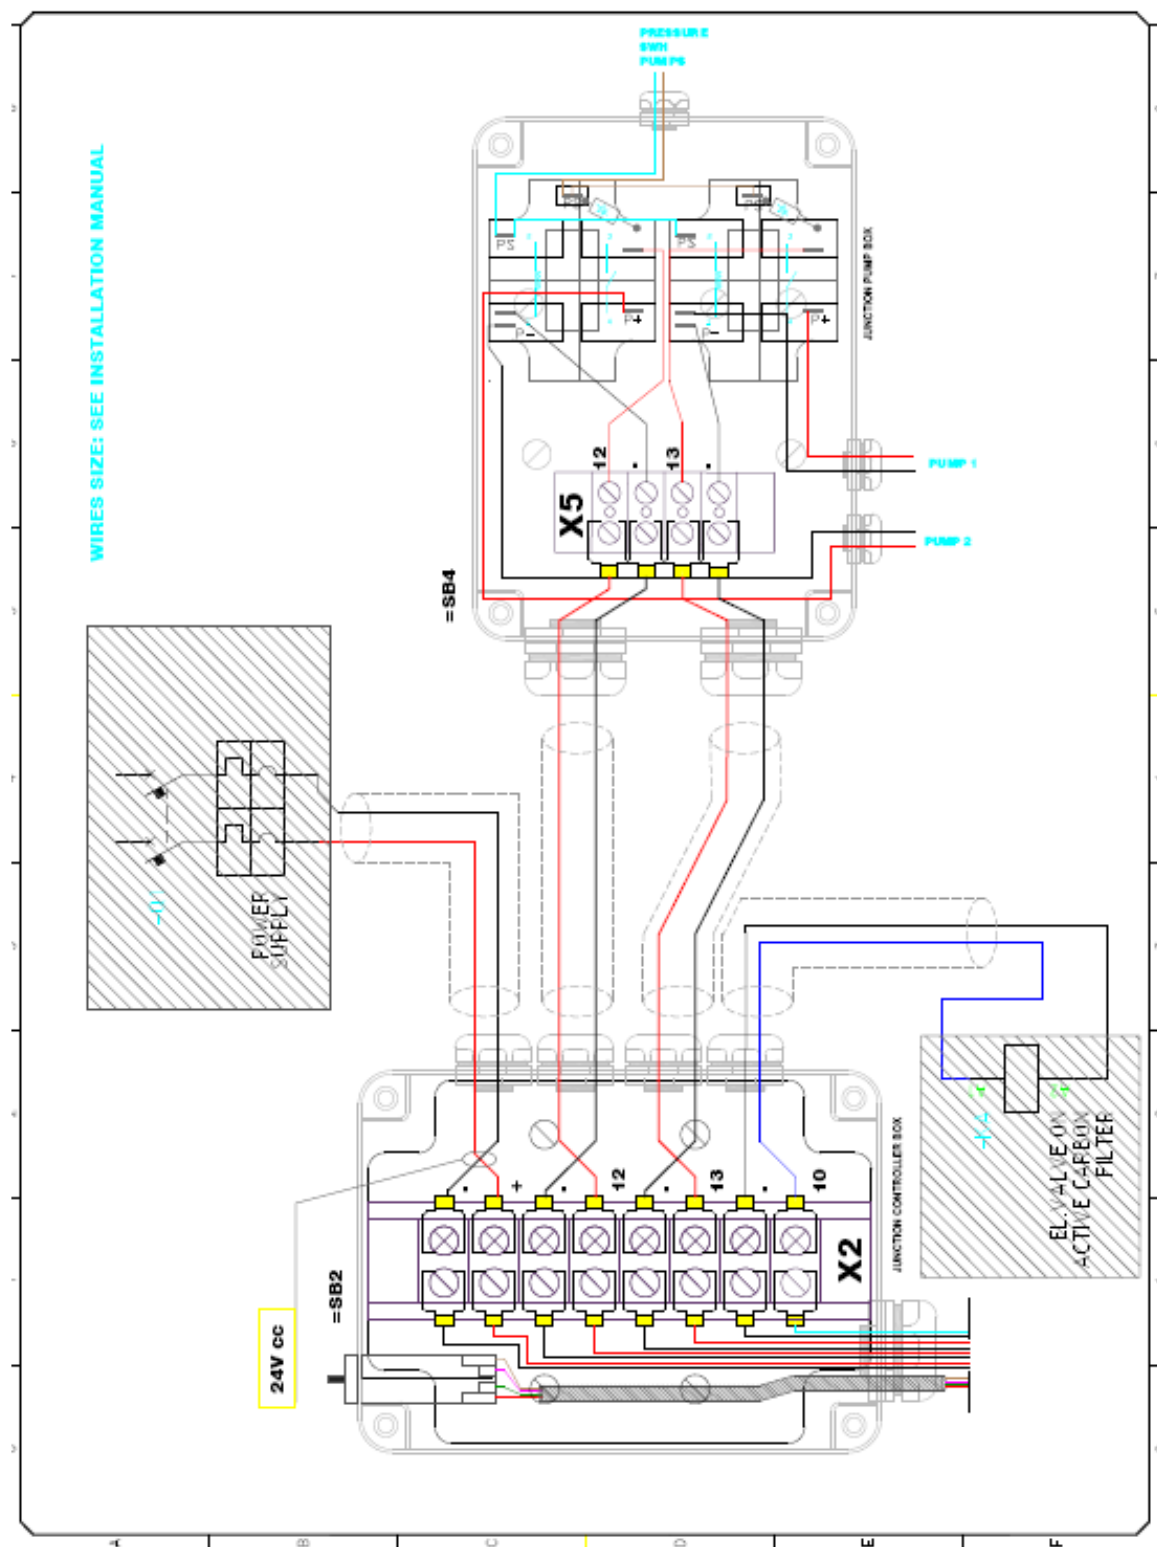 PRESSURE
SWH
PUMPS
WIRES SIZE: SEE INSTALLATION MANUAL
JUNCTION PUMP BOX
PS
PS
P+
P+
P-
P-
12
-
13
-
X5
PUMP 1
PUMP 2
=SB4
POWER
SUPPLY
-
+
-
12
-
13
-
10
X2
JUNCTION CONTROLLER BOX
=SB2
24V cc
EL.VALVE ON
ACTIVE CARBON
FILTER
A
B
C
D
E
F